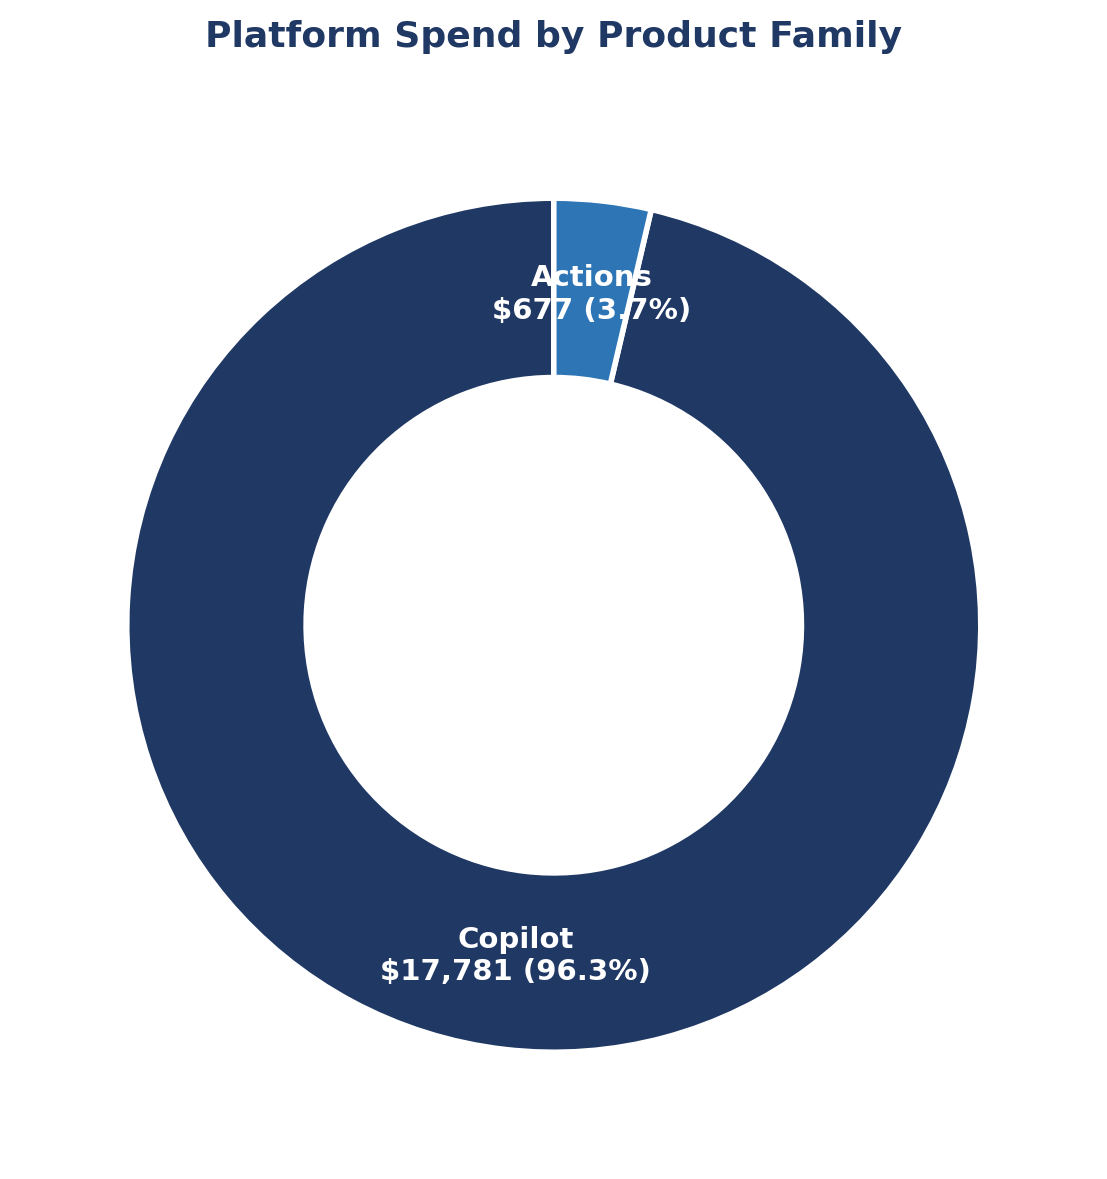 Platform Spend by Product Family
Actions
$677 (3.7%)
Copilot
$17,781 (96.3%)